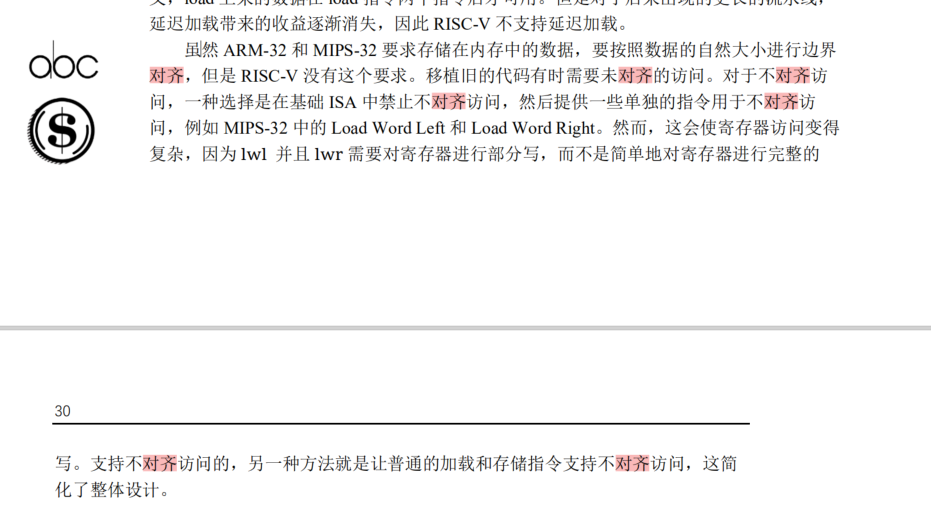 延迟加载带来的收益逐渐消失，因此 RISC-V 不支持延迟加载。
虽然 ARM-32 和 MIPS-32 要求存储在内存中的数据，要按照数据的自然大小进行边界
对齐，但是 RISC-V 没有这个要求。移植旧的代码有时需要未对齐的访问。对于不对齐访
问，一种选择是在基础 ISA 中禁止不对齐访问，然后提供一些单独的指令用于不对齐访
abc
问，例如 MIPS-32 中的 Load Word Left 和 Load Word Right。然而，这会使寄存器访问变得
$
复杂，因为 lwl 并且 lwr 需要对寄存器进行部分写，而不是简单地对寄存器进行完整的
30
写。支持不对齐访问的，另一种方法就是让普通的加载和存储指令支持不对齐访问，这简
化了整体设计。